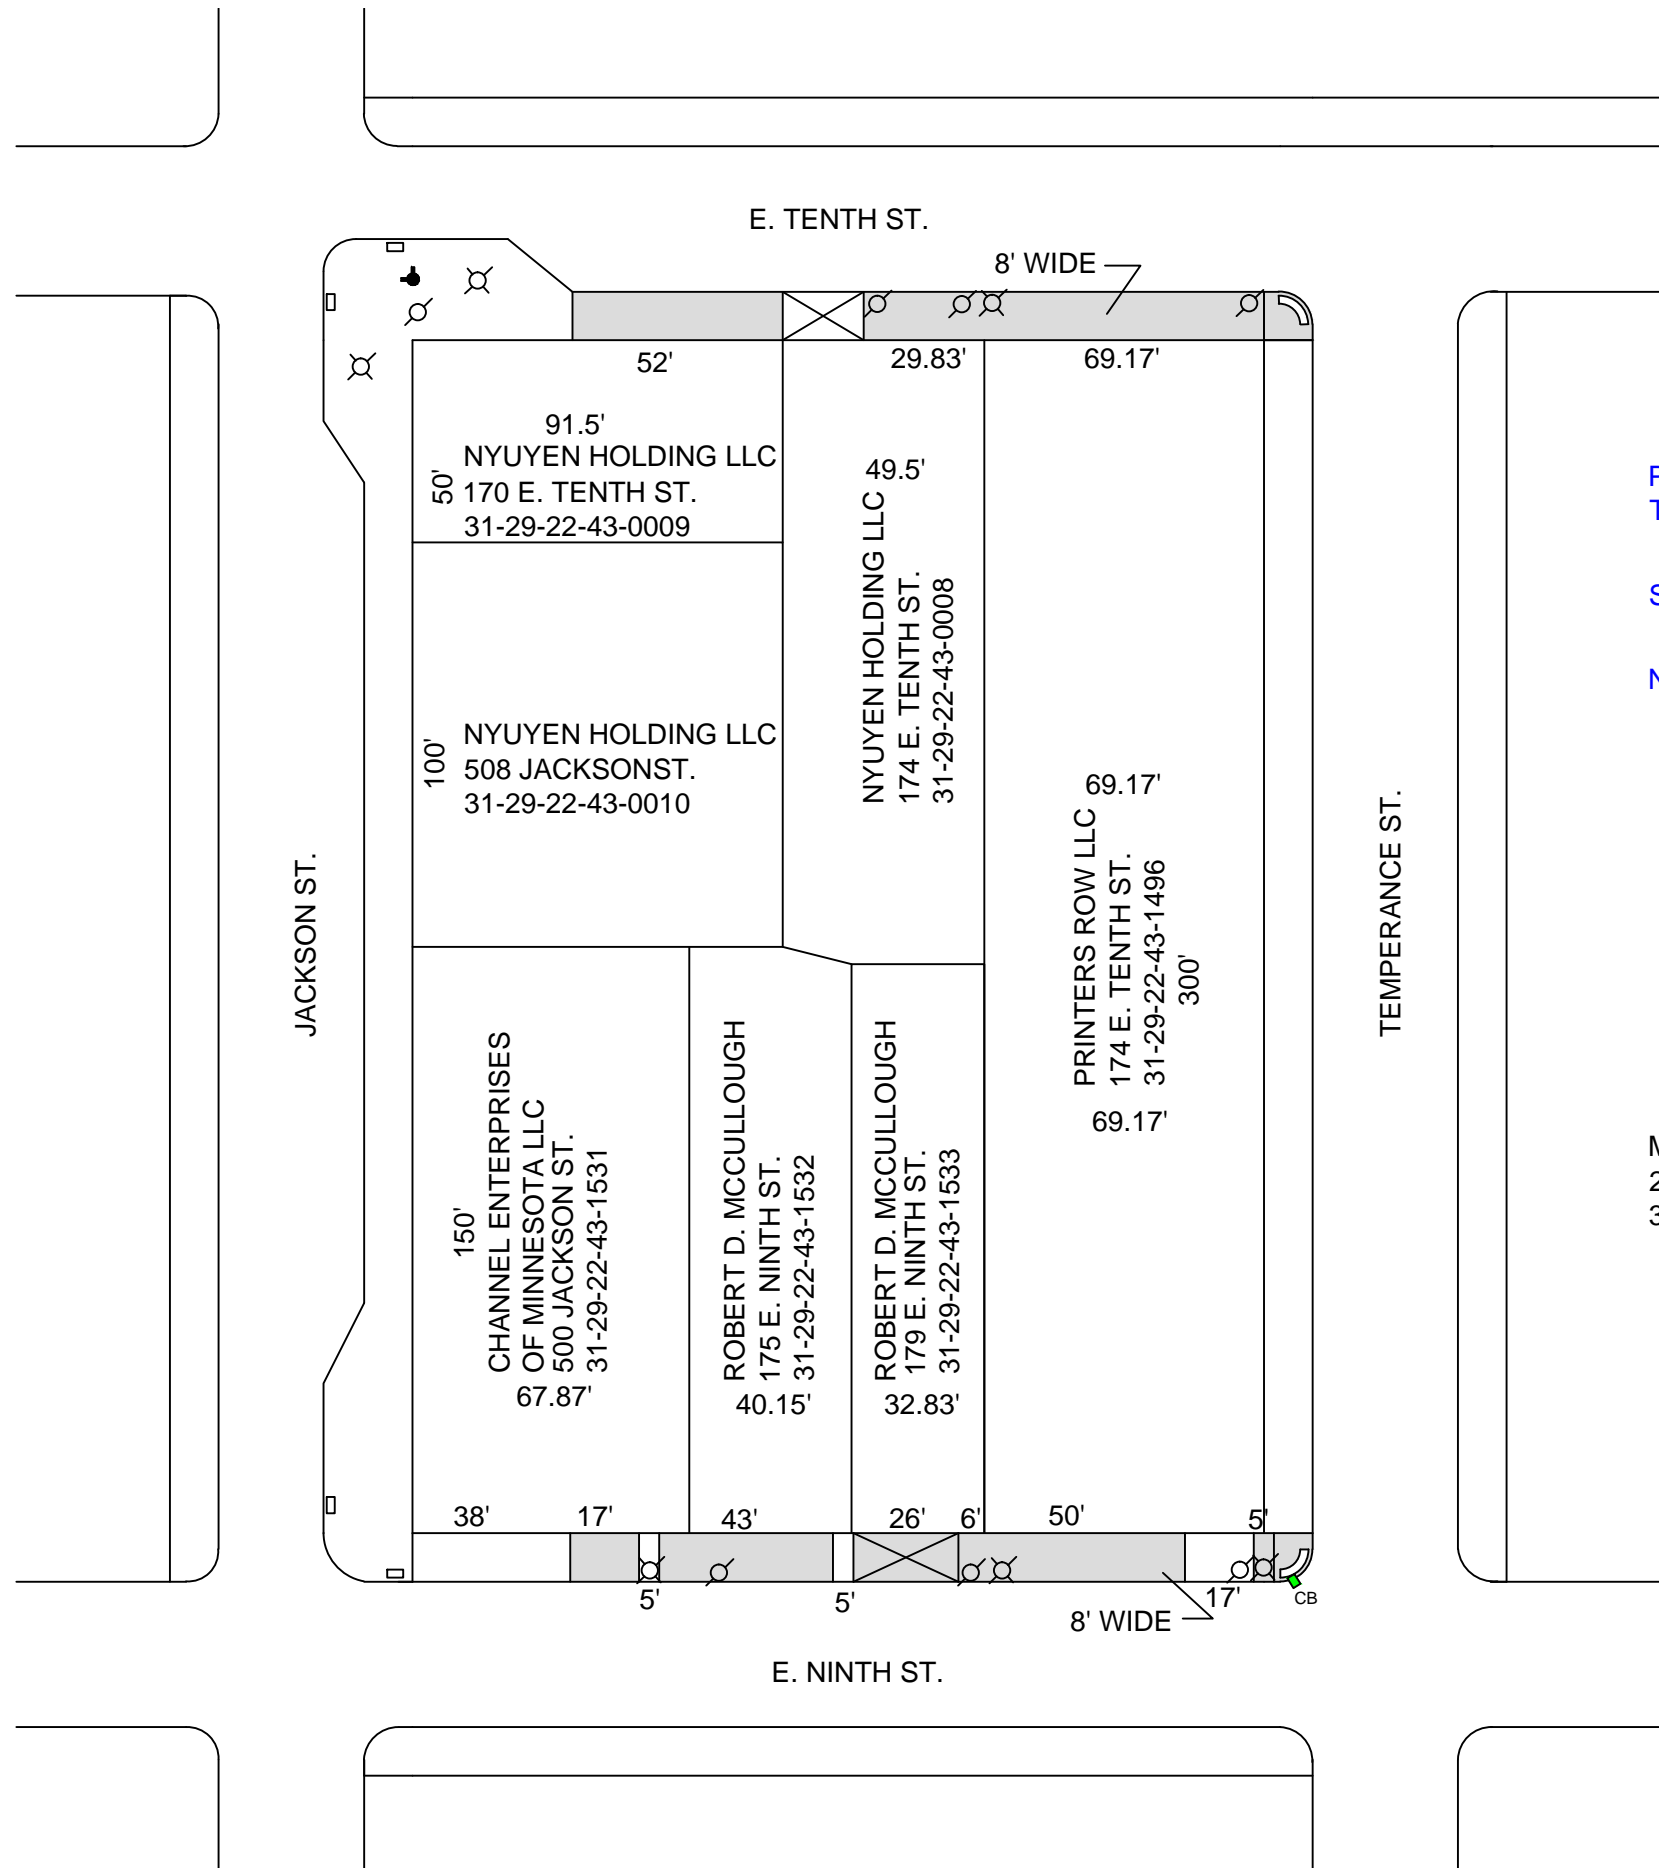 E. TENTH ST.
8' WIDE
52'
29.83'
69.17'
91.5'
NYUYEN HOLDING LLC
170 E. TENTH ST.
31-29-22-43-0009
50'
49.5'
NYUYEN HOLDING LLC
174 E. TENTH ST.
31-29-22-43-0008
NYUYEN HOLDING LLC
508 JACKSONST.
31-29-22-43-0010
100'
69.17'
PRINTERS ROW LLC
174 E. TENTH ST.
31-29-22-43-1496
300'
69.17'
JACKSON ST.
TEMPERANCE ST.
150'
CHANNEL ENTERPRISES
OF MINNESOTA LLC
500 JACKSON ST.
31-29-22-43-1531
67.87'
ROBERT D. MCCULLOUGH
175 E. NINTH ST.
31-29-22-43-1532
40.15'
ROBERT D. MCCULLOUGH
179 E. NINTH ST.
31-29-22-43-1533
32.83'
38'
17'
43'
26'
6'
50'
5'
5'
5'
17'
CB
8' WIDE
E. NINTH ST.